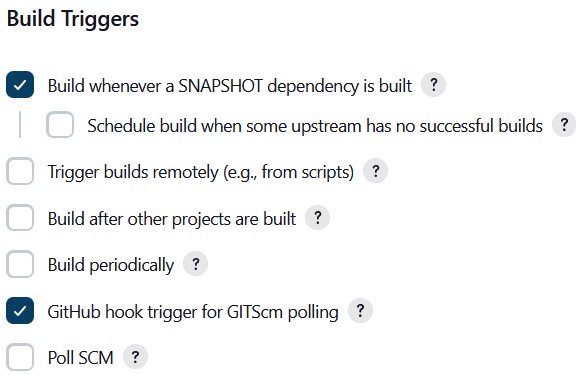 Build Triggers
Build whenever a SNAPSHOT dependency is built ?
Schedule build when some upstream has no successful builds ?
Trigger builds remotely (e.g., from scripts) ?
Build after other projects are built ?
Build periodically ?
GitHub hook trigger for GITScm polling ?
Poll SCM ?